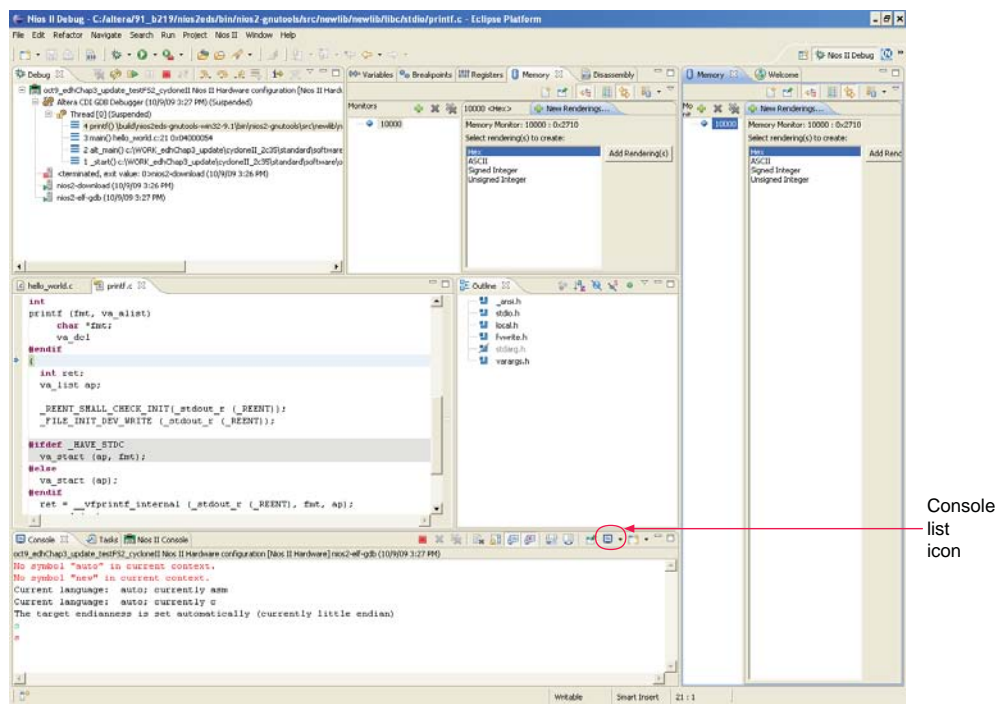 Nios II Debug - C:/altera/91_b219/nios2eds/bin/nios2-gnutools/src/newlib/newlib/libc/stdio/printf.c - Eclipse Platform
File Edit Refactor Navigate Search Run Project Nios II Window Help
Nios II Debug
Debug
Variables Breakpoints Registers Memory Disassembly
Memory Welcome
oct9_edhChap3_update_testFS2_cycloneII Nios II Hardware configuration [Nios II Hard
Altera CDI GDB Debugger (10/9/09 3:27 PM) (Suspended)
Thread [0] (Suspended)
4 printf() \build/nios2eds-gnutools-win32-9.1\bin/nios2-gnutools\src\newlib\n
3 main() hello_world.c:21 0x04000054
2 alt_main() c:/WORK_edhChap3_update\cycloneII_2c35\standard\software
1 _start() c:/WORK_edhChap3_update\cycloneII_2c35\standard\software\o
<terminated, exit value: 0>nios2-download (10/9/09 3:26 PM)
nios2-download (10/9/09 3:26 PM)
nios2-elf-gdb (10/9/09 3:27 PM)
Monitors
10000
10000 <Hex> New Renderings...
Memory Monitor: 10000 : 0x2710
Select rendering(s) to create:
Hex
ASCII
Signed Integer
Unsigned Integer
Add Rendering(s)
Mo
10000
New Renderings...
Memory Monitor: 10000 : 0x2710
Select rendering(s) to create:
Hex
ASCII
Signed Integer
Unsigned Integer
Add Rend
hello_world.c printf.c
int
printf (fmt, va_alist)
char *fmt;
va_dcl
#endif
{
int ret;
va_list ap;
_REENT_SMALL_CHECK_INIT(_stdout_r (_REENT));
_FILE_INIT_DEV_WRITE (_stdout_r (_REENT));
#ifdef _HAVE_STDC
va_start (ap, fmt);
#else
va_start (ap);
#endif
ret = __vfprintf_internal (_stdout_r (_REENT), fmt, ap);
Outline
_ansi.h
stdio.h
local.h
fvwrite.h
stdarg.h
varargs.h
Console
list
icon
Console Tasks Nios II Console
oct9_edhChap3_update_testFS2_cycloneII Nios II Hardware configuration [Nios II Hardware] nios2-elf-gdb (10/9/09 3:27 PM)
No symbol "auto" in current context.
No symbol "new" in current context.
Current language: auto; currently asm
Current language: auto; currently c
The target endianness is set automatically (currently little endian)
s
s
Writable Smart Insert 21 : 1